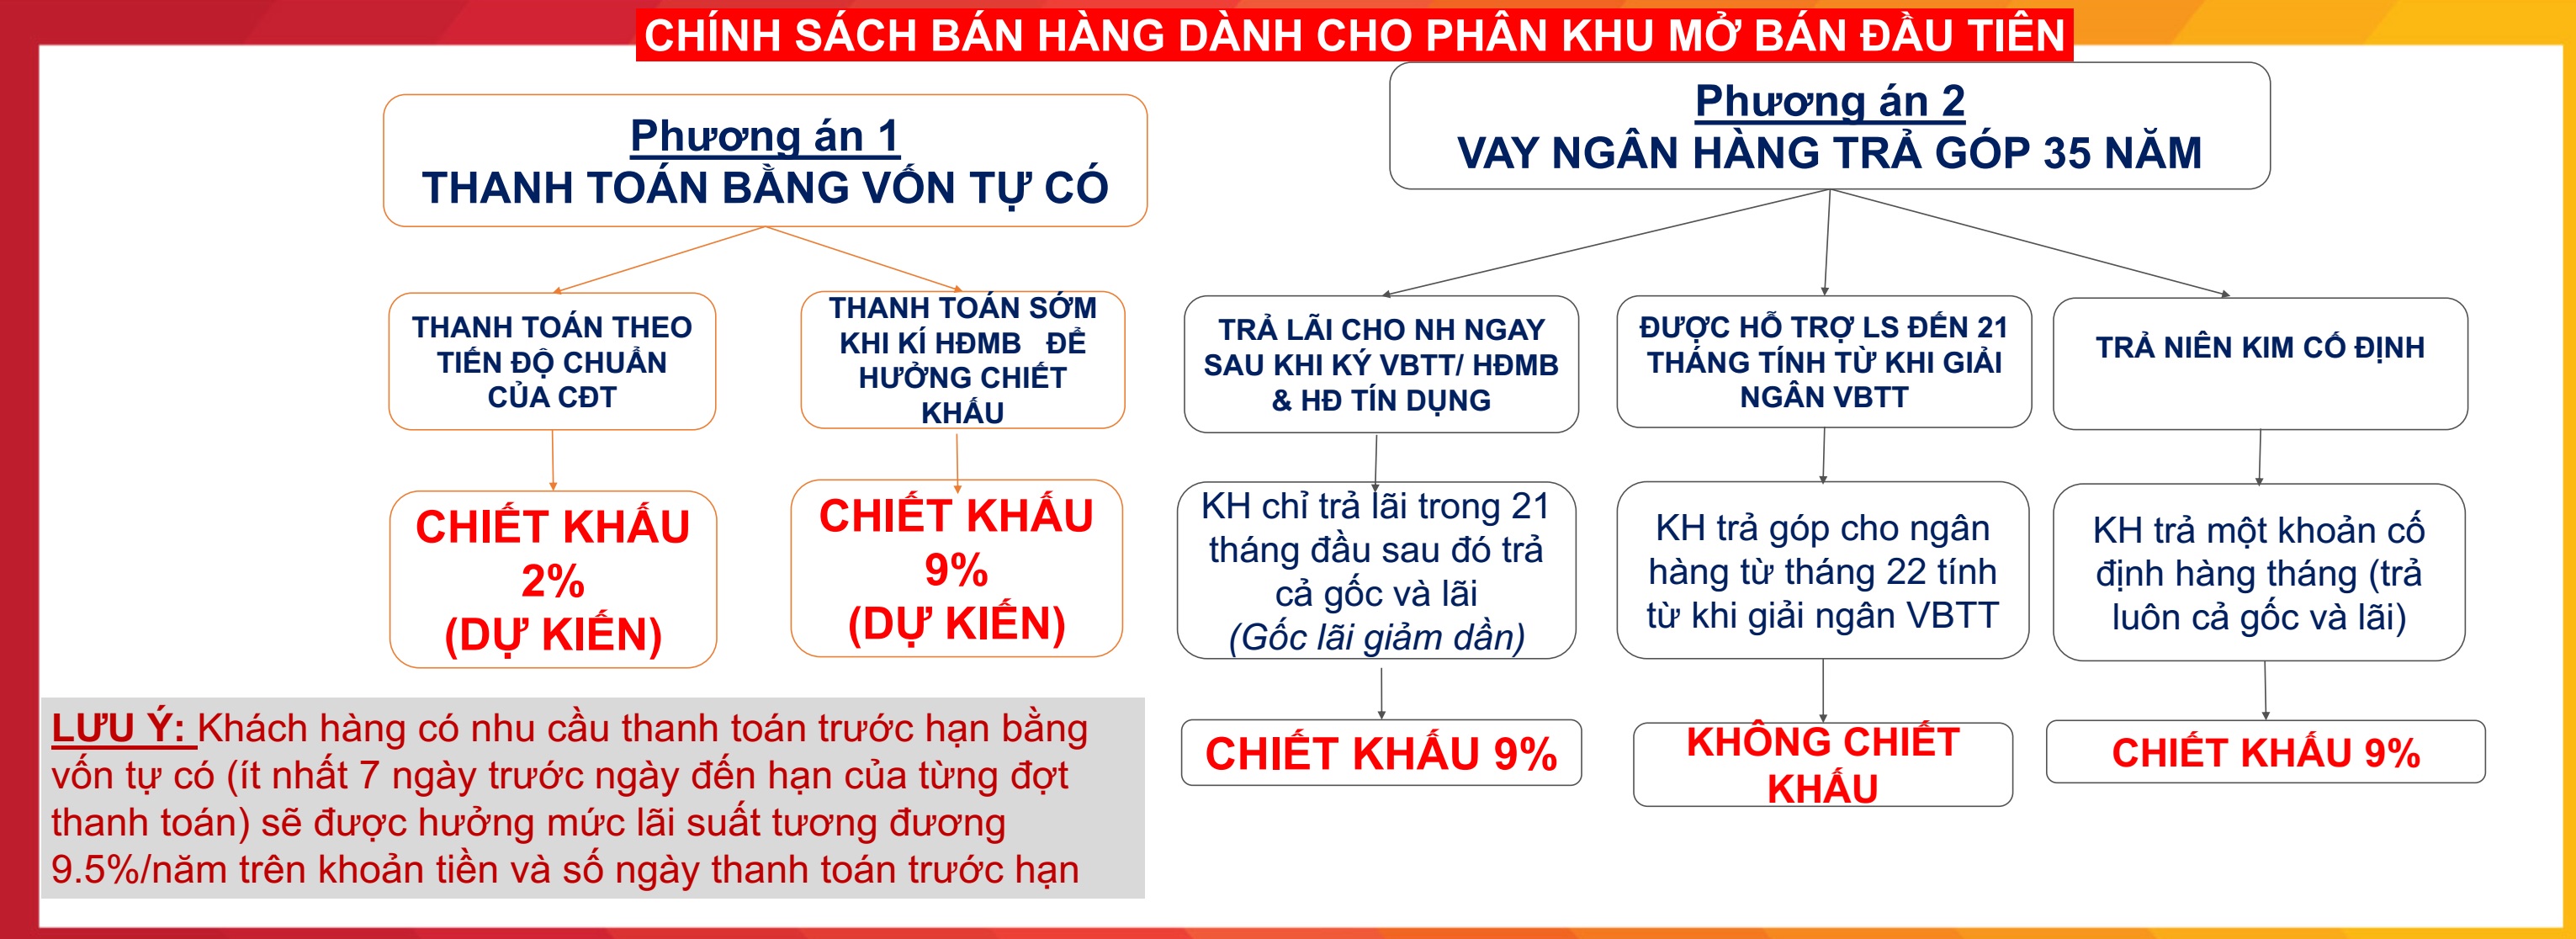 CHÍNH SÁCH BÁN HÀNG DÀNH CHO PHÂN KHU MỞ BÁN ĐẦU TIÊN
Phương án 1
THANH TOÁN BẰNG VỐN TỰ CÓ
THANH TOÁN THEO
TIẾN ĐỘ CHUẨN
CỦA CĐT
CHIẾT KHẤU
2%
(DỰ KIẾN)
THANH TOÁN SỚM
KHI KÍ HĐMB ĐỂ
HƯỞNG CHIẾT
KHẤU
CHIẾT KHẤU
9%
(DỰ KIẾN)
LƯU Ý: Khách hàng có nhu cầu thanh toán trước hạn bằng
vốn tự có (ít nhất 7 ngày trước ngày đến hạn của từng đợt
thanh toán) sẽ được hưởng mức lãi suất tương đương
9.5%/năm trên khoản tiền và số ngày thanh toán trước hạn
Phương án 2
VAY NGÂN HÀNG TRẢ GÓP 35 NĂM
TRẢ LÃI CHO NH NGAY
SAU KHI KÝ VBTT/ HĐMB
& HĐ TÍN DỤNG
KH chỉ trả lãi trong 21
tháng đầu sau đó trả
cả gốc và lãi
(Gốc lãi giảm dần)
CHIẾT KHẤU 9%
ĐƯỢC HỖ TRỢ LS ĐẾN 21
THÁNG TÍNH TỪ KHI GIẢI
NGÂN VBTT
KH trả góp cho ngân
hàng từ tháng 22 tính
từ khi giải ngân VBTT
KHÔNG CHIẾT
KHẤU
TRẢ NIÊN KIM CỐ ĐỊNH
KH trả một khoản cố
định hàng tháng (trả
luôn cả gốc và lãi)
CHIẾT KHẤU 9%